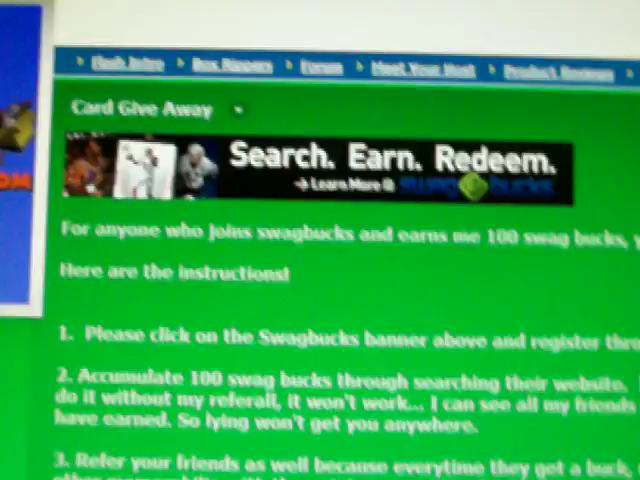 Flash Intro Box Rippers Forum Meet Your Host Product Reviews
Card Give Away
Search. Earn. Redeem.
Learn More @ swagbucks
OM
For anyone who joins swagbucks and earns me 100 swag bucks, y
Here are the instructions!
1. Please click on the Swagbucks banner above and register thro
2. Accumulate 100 swag bucks through searching their website.
do it without my referall, it won't work... I can see all my friends
have earned. So lying won't get you anywhere.
3. Refer your friends as well because everytime they get a buck,